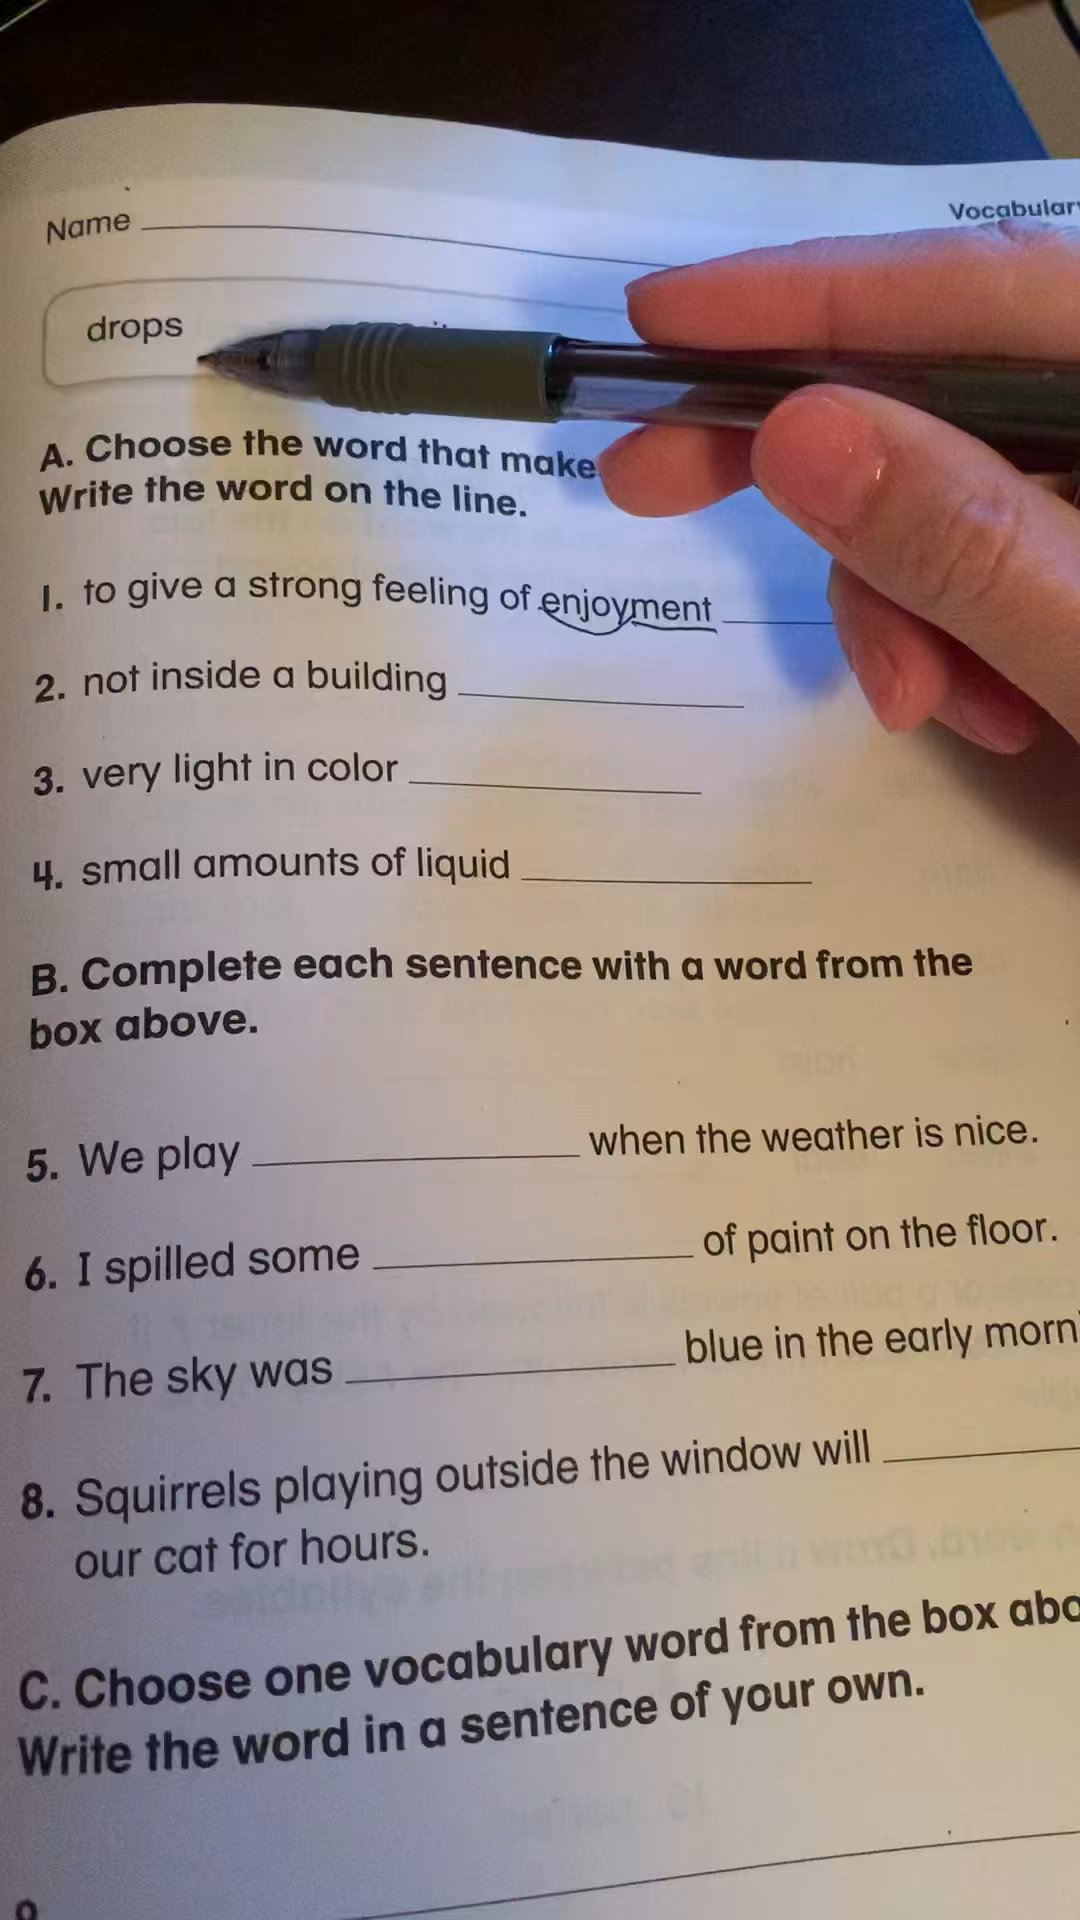 Name
Vocabulary
drops
A. Choose the word that make
Write the word on the line.
1. to give a strong feeling of enjoyment
2. not inside a building
3. very light in color
4. small amounts of liquid
B. Complete each sentence with a word from the
box above.
5. We play when the weather is nice.
6. I spilled some of paint on the floor.
7. The sky was blue in the early morn
8. Squirrels playing outside the window will
our cat for hours.
C. Choose one vocabulary word from the box abo
Write the word in a sentence of your own.